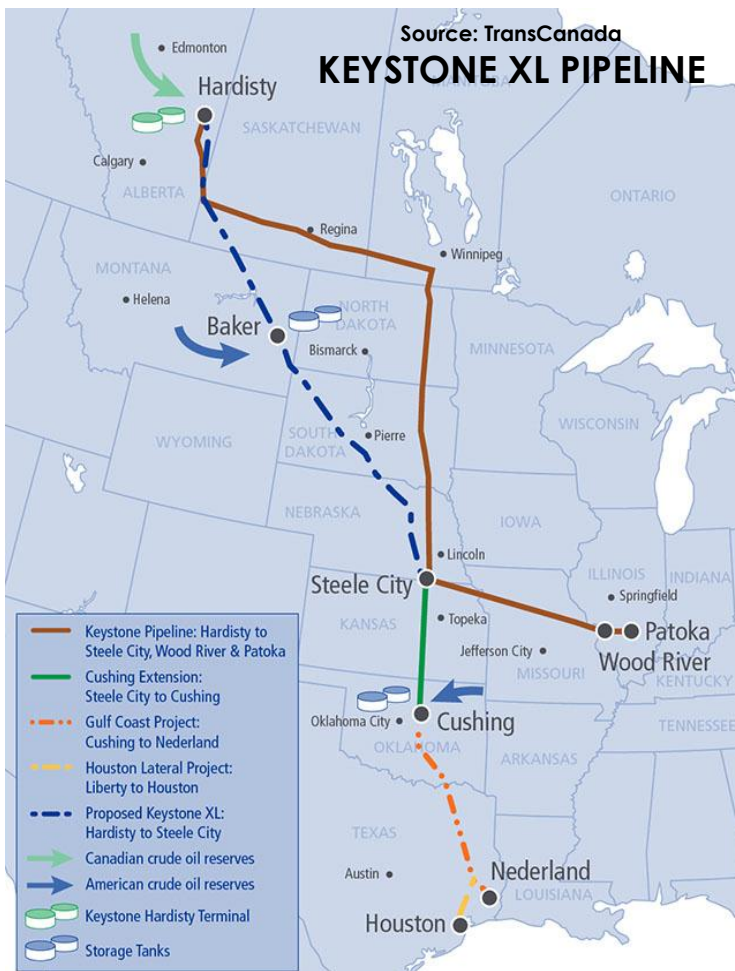 Source: TransCanada
KEYSTONE XL PIPELINE
Edmonton
Hardisty
MANITOBA
SASKATCHEWAN
Calgary
ALBERTA
ONTARIO
Regina
Winnipeg
MONTANA
Helena
NORTH
DAKOTA
Baker
Bismarck
MINNESOTA
WISCONSIN
WYOMING
SOUTH
DAKOTA
Pierre
NEBRASKA
IOWA
Lincoln
Steele City
ILLINOIS
INDIANA
Springfield
KANSAS
Topeka
Patoka
Wood River
Jefferson City
MISSOURI
KENTUCKY
Oklahoma City
Cushing
OKLAHOMA
TENNESSEE
ARKANSAS
TEXAS
Austin
Nederland
LOUISIANA
Houston
Keystone Pipeline: Hardisty to
Steele City, Wood River & Patoka
Cushing Extension:
Steele City to Cushing
Gulf Coast Project:
Cushing to Nederland
Houston Lateral Project:
Liberty to Houston
Proposed Keystone XL:
Hardisty to Steele City
Canadian crude oil reserves
American crude oil reserves
Keystone Hardisty Terminal
Storage Tanks